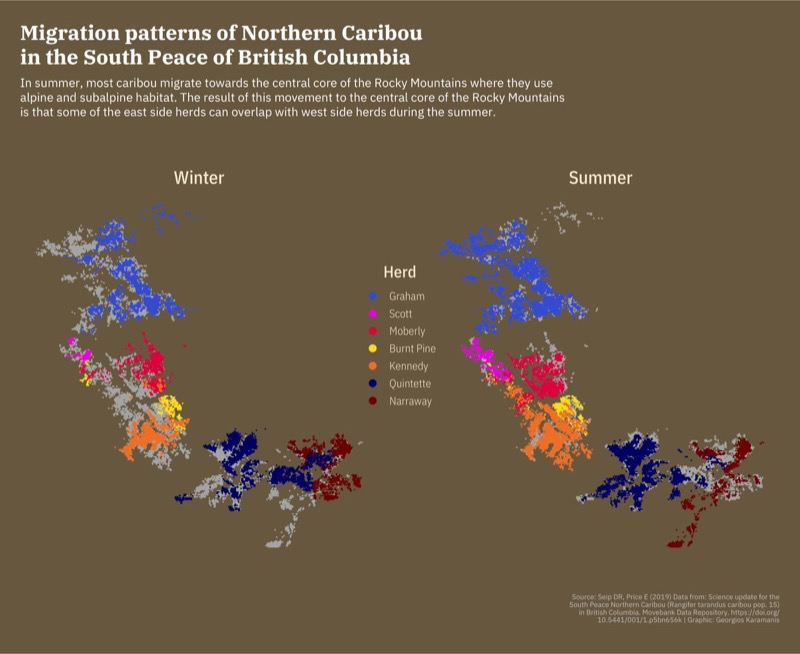 Migration patterns of Northern Caribou
in the South Peace of British Columbia
In summer, most caribou migrate towards the central core of the Rocky Mountains where they use
alpine and subalpine habitat. The result of this movement to the central core of the Rocky Mountains
is that some of the east side herds can overlap with west side herds during the summer.
Winter
Summer
Herd
Graham
Scott
Moberly
Burnt Pine
Kennedy
Quintette
Narraway
Source: Seip DR, Price E (2019) Data from: Science update for the
South Peace Northern Caribou (Rangifer tarandus caribou pop. 15)
in British Columbia. Movebank Data Repository. https://doi.org/
10.5441/001/1.p5bn656k | Graphic: Georgios Karamanis